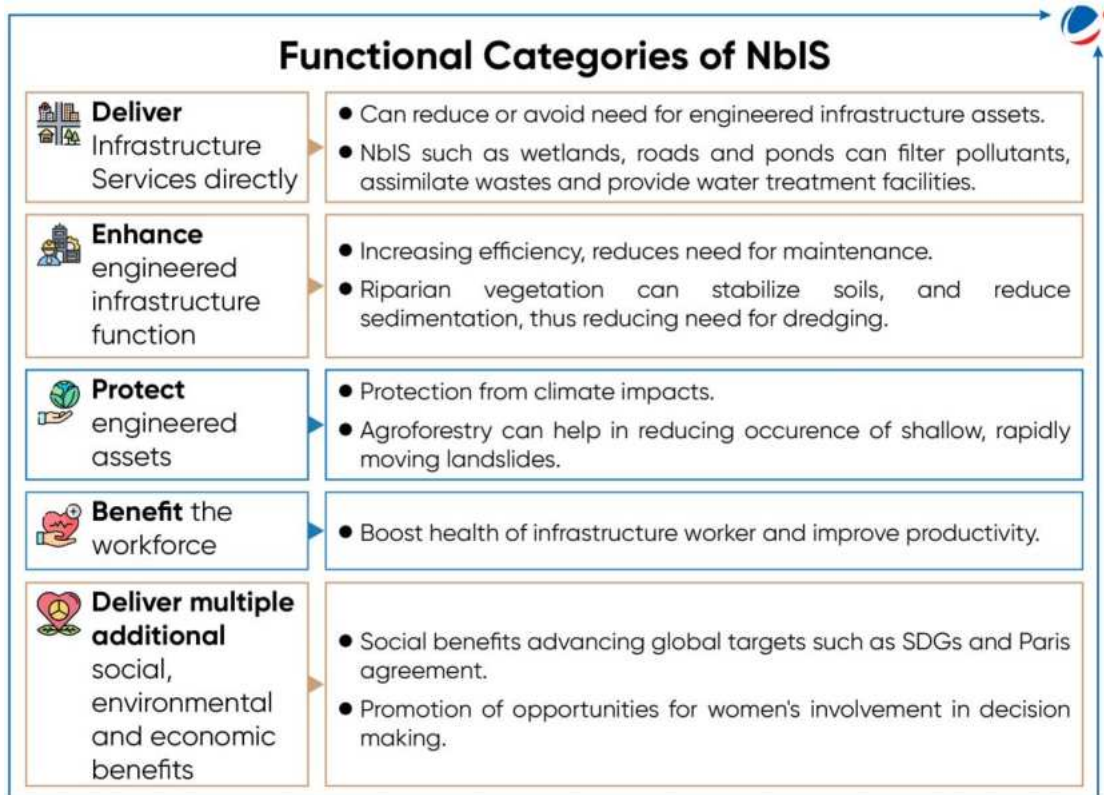 Functional Categories of NbIS
Deliver
Infrastructure
Services directly
● Can reduce or avoid need for engineered infrastructure assets.
● NbIS such as wetlands, roads and ponds can filter pollutants,
assimilate wastes and provide water treatment facilities.
Enhance
engineered
infrastructure
function
● Increasing efficiency, reduces need for maintenance.
● Riparian vegetation can stabilize soils, and reduce
sedimentation, thus reducing need for dredging.
Protect
engineered
assets
● Protection from climate impacts.
● Agroforestry can help in reducing occurence of shallow, rapidly
moving landslides.
Benefit the
workforce
● Boost health of infrastructure worker and improve productivity.
Deliver multiple
additional
social,
environmental
and economic
benefits
● Social benefits advancing global targets such as SDGs and Paris
agreement.
● Promotion of opportunities for women's involvement in decision
making.